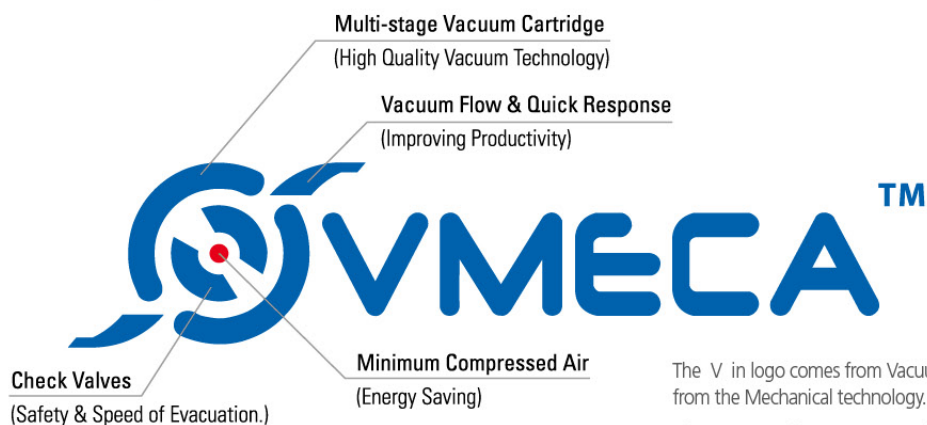 Multi-stage Vacuum Cartridge
(High Quality Vacuum Technology)
Vacuum Flow & Quick Response
(Improving Productivity)
VMECA TM
Minimum Compressed Air
(Energy Saving)
Check Valves
(Safety & Speed of Evacuation.)
The V in logo comes from
from the Mechanical technology.